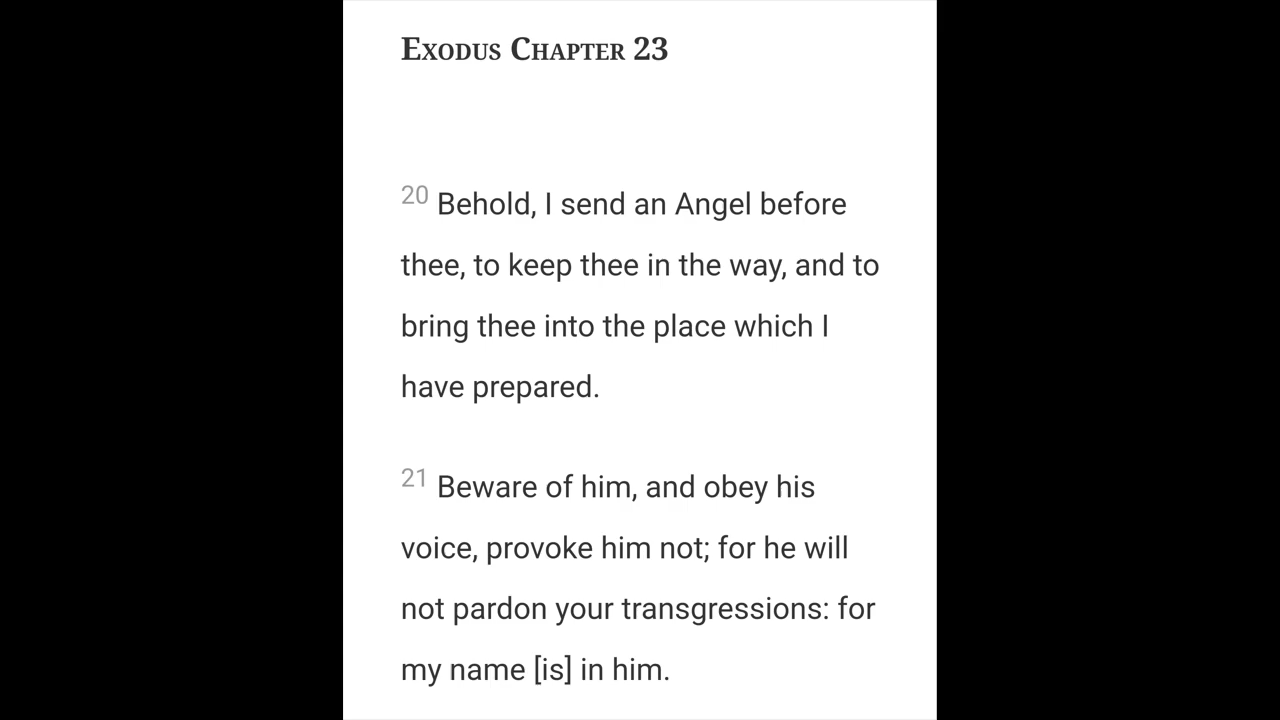 Exodus Chapter 23
20 Behold, I send an Angel before
thee, to keep thee in the way, and to
bring thee into the place which I
have prepared.
21 Beware of him, and obey his
voice, provoke him not; for he will
not pardon your transgressions: for
my name [is] in him.